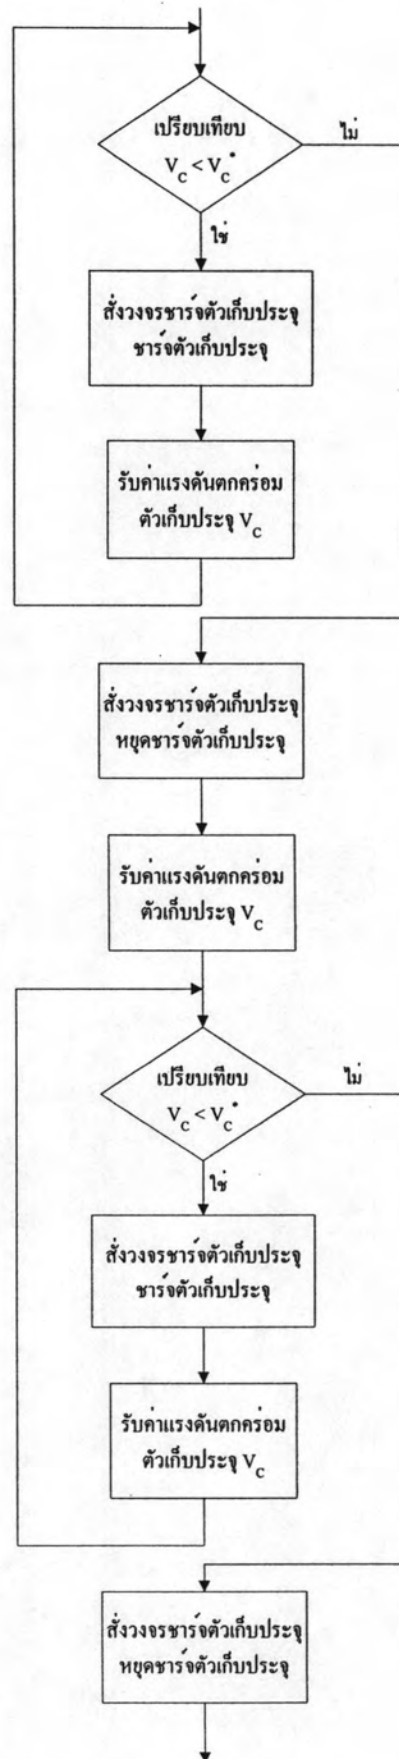 เปรียบเทียบ
V_C < V_C*
ไม่
ใช่
สั่งวงจรชาร์จตัวเก็บประจุ
ชาร์จตัวเก็บประจุ
รับค่าแรงดันตกคร่อม
ตัวเก็บประจุ V_C
สั่งวงจรชาร์จตัวเก็บประจุ
หยุดชาร์จตัวเก็บประจุ
รับค่าแรงดันตกคร่อม
ตัวเก็บประจุ V_C
เปรียบเทียบ
V_C < V_C*
ไม่
ใช่
สั่งวงจรชาร์จตัวเก็บประจุ
ชาร์จตัวเก็บประจุ
รับค่าแรงดันตกคร่อม
ตัวเก็บประจุ V_C
สั่งวงจรชาร์จตัวเก็บประจุ
หยุดชาร์จตัวเก็บประจุ